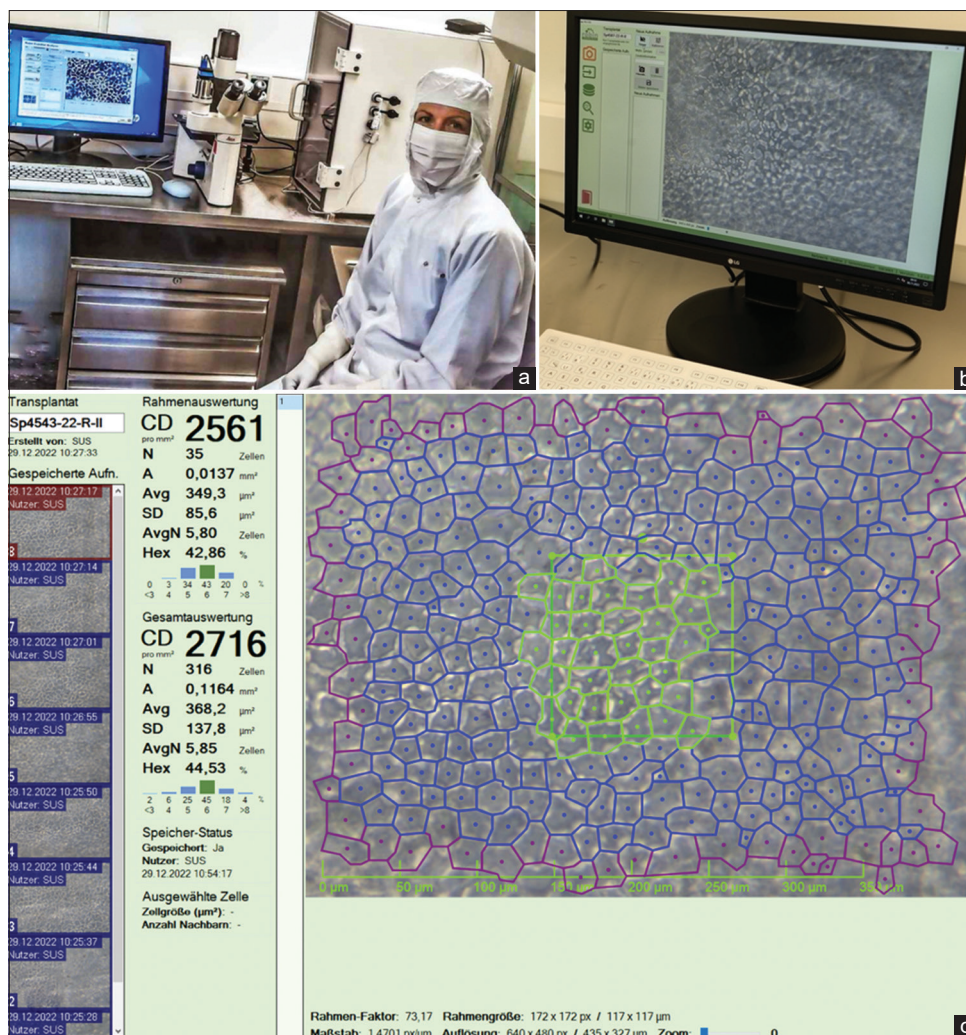 a
b
LG
Transplantat
Sp4543-22-R-II
Erstellt von: SUS
29.12.2022 10:27:33
Gespeicherte Aufn.
29.12.2022 10:27:17
Nutzer: SUS
8
29.12.2022 10:27:14
Nutzer: SUS
7
29.12.2022 10:27:01
Nutzer: SUS
6
29.12.2022 10:26:55
Nutzer: SUS
5
29.12.2022 10:25:50
Nutzer: SUS
4
29.12.2022 10:25:44
Nutzer: SUS
3
29.12.2022 10:25:37
Nutzer: SUS
2
29.12.2022 10:25:28
Nutzer: SUS
Rahmenauswertung
CD pro mm² 2561
N 35 Zellen
A 0,0137 mm²
Avg 349,3 µm²
SD 85,6 µm²
AvgN 5,80 Zellen
Hex 42,86 %
0 3 34 43 20 0 %
<3 4 5 6 7 >8
Gesamtauswertung
CD pro mm² 2716
N 316 Zellen
A 0,1164 mm²
Avg 368,2 µm²
SD 137,8 µm²
AvgN 5,85 Zellen
Hex 44,53 %
2 6 25 45 18 4 %
<3 4 5 6 7 >8
Speicher-Status
Gespeichert: Ja
Nutzer: SUS
29.12.2022 10:54:17
Ausgewählte Zelle
Zellgröße (µm²): -
Anzahl Nachbarn: -
1
0 µm 50 µm 100 µm 150 µm 200 µm 250 µm 300 µm 350 µm
Rahmen-Faktor: 73,17 Rahmengröße: 172 x 172 px / 117 x 117 µm
Maßstab: 1,4701 px/µm Auflösung: 640 x 480 px / 435 x 327 µm Zoom: 0